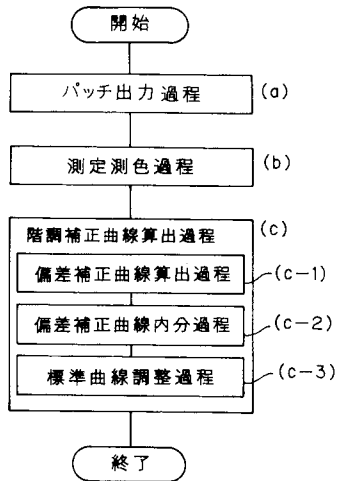 開始
パッチ出力過程 (a)
測定測色過程 (b)
階調補正曲線算出過程 (c)
偏差補正曲線算出過程 (c-1)
偏差補正曲線内分過程 (c-2)
標準曲線調整過程 (c-3)
終了